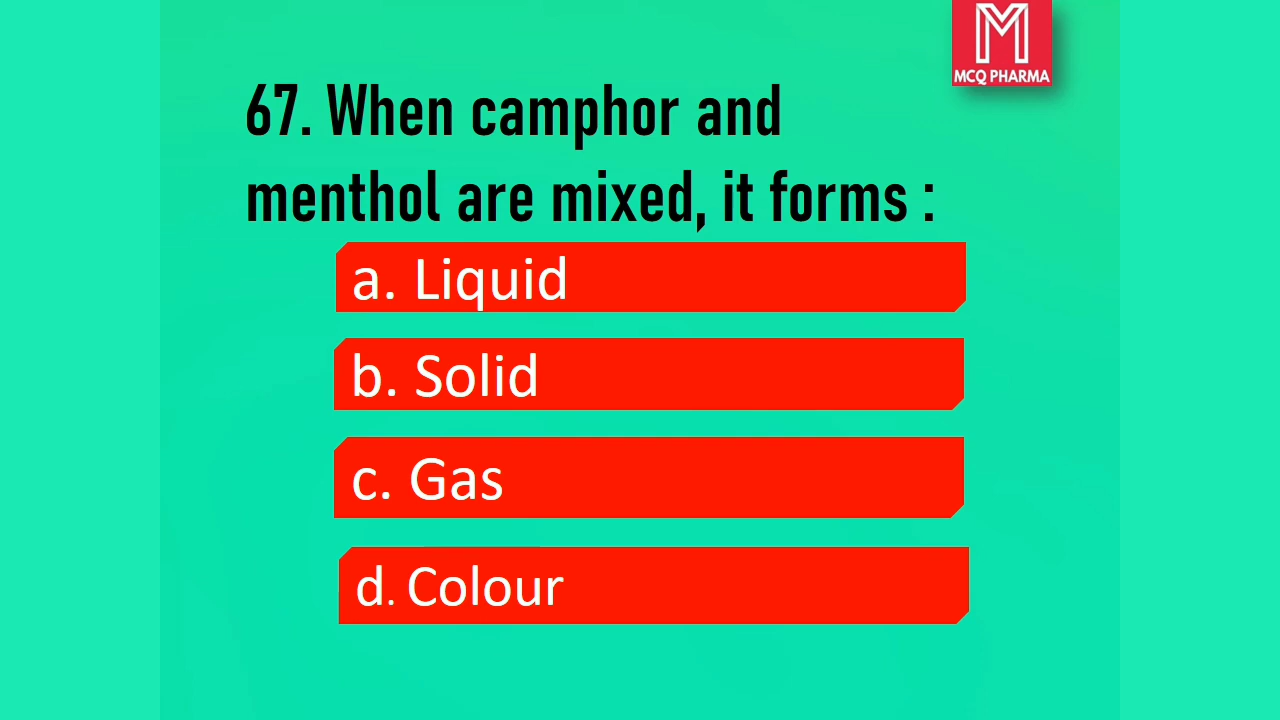 M
MCQ PHARMA
67. When camphor and
menthol are mixed, it forms :
a. Liquid
b. Solid
c. Gas
d. Colour